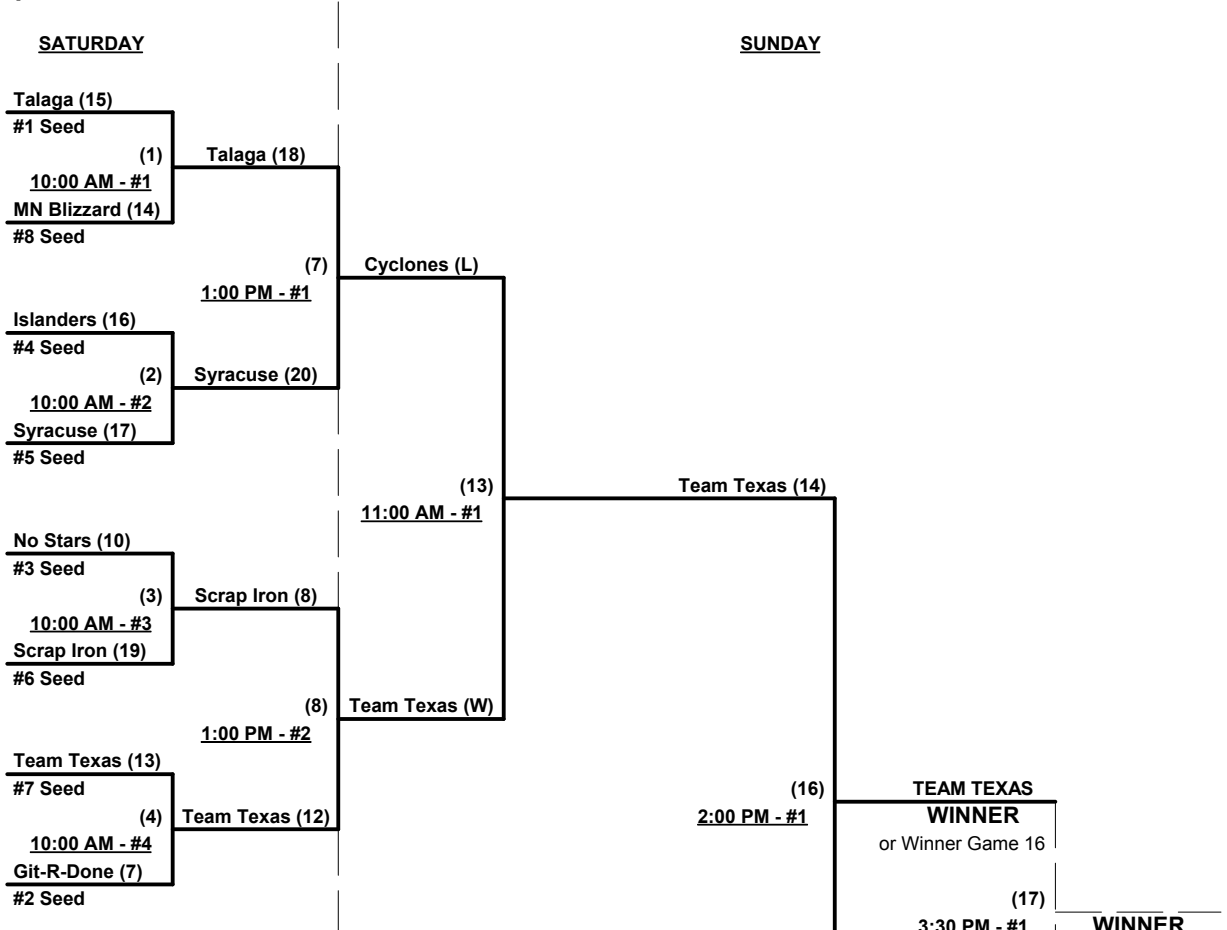 SATURDAY
SUNDAY
Talaga (15)
#1 Seed
(1)
Talaga (18)
10:00 AM - #1
MN Blizzard (14)
#8 Seed
(7)
Cyclones (L)
1:00 PM - #1
Islanders (16)
#4 Seed
(2)
Syracuse (20)
10:00 AM - #2
Syracuse (17)
#5 Seed
(13)
Team Texas (14)
11:00 AM - #1
No Stars (10)
#3 Seed
(3)
Scrap Iron (8)
10:00 AM - #3
Scrap Iron (19)
#6 Seed
(8)
Team Texas (W)
1:00 PM - #2
Team Texas (13)
#7 Seed
(16)
TEAM TEXAS
(4)
Team Texas (12)
2:00 PM - #1
WINNER
10:00 AM - #4
or Winner Game 16
Git-R-Done (7)
#2 Seed
(17)
3:30 PM - #1
WINNER